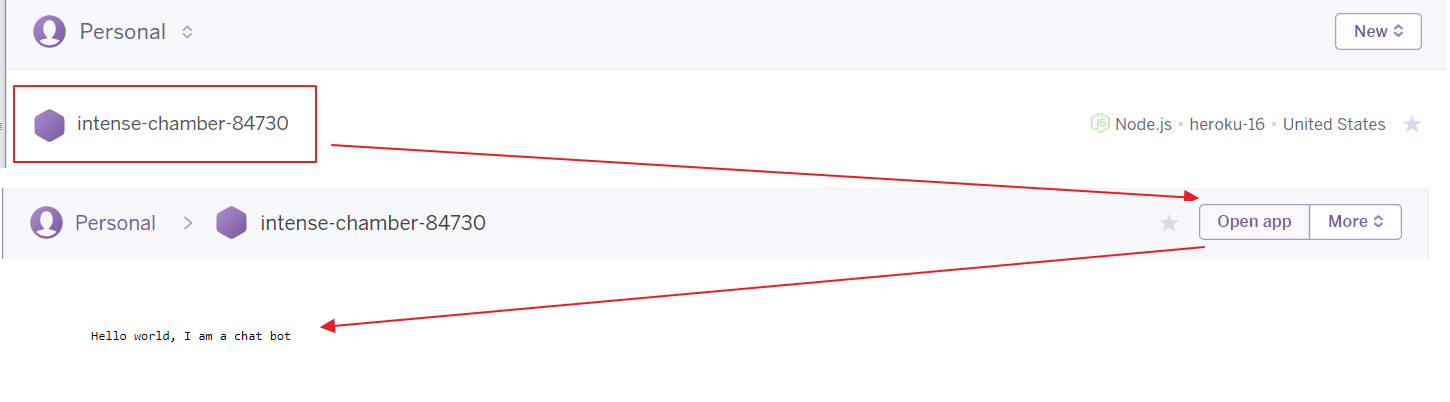 Personal
New
intense-chamber-84730
JS Node.js • heroku-16 • United States
Personal > intense-chamber-84730
Open app More
Hello world, I am a chat bot